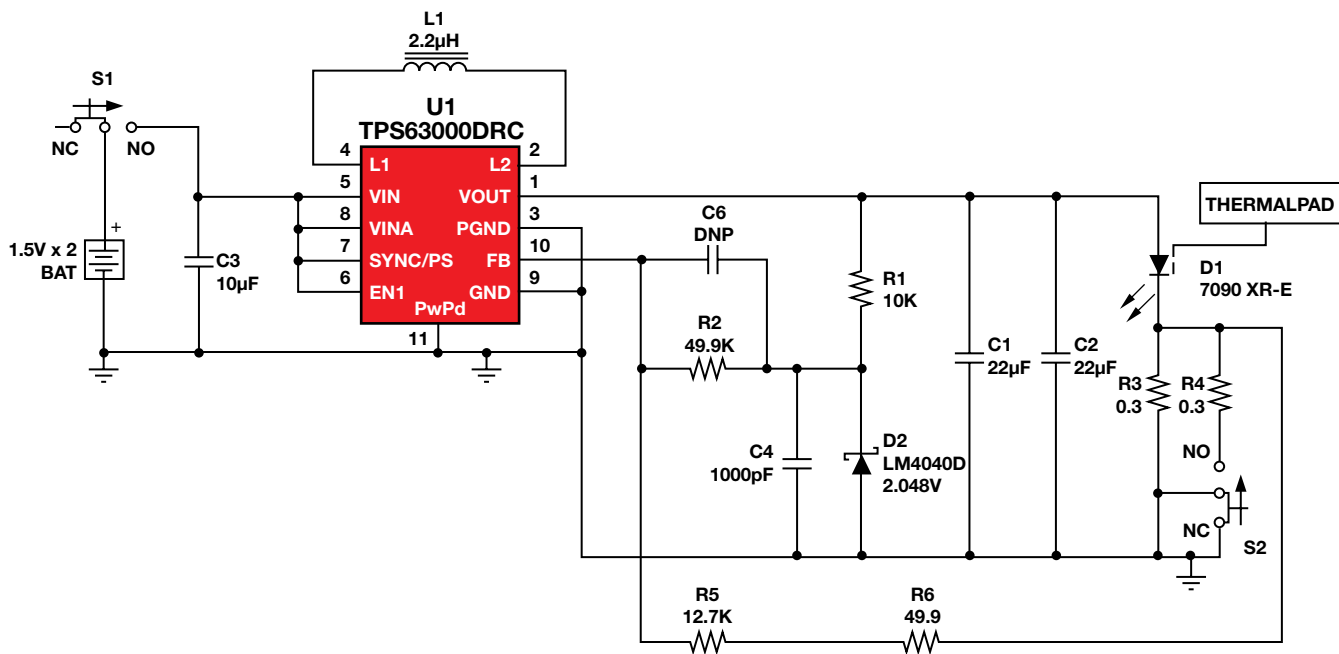 L1
2.2µH
S1
NC
NO
1.5V x 2
BAT
+
C3
10µF
U1
TPS63000DRC
4
L1
L2
2
5
VIN
VOUT
1
8
VINA
PGND
3
7
SYNC/PS
FB
10
6
EN1
GND
9
PwPd
11
C6
DNP
R2
49.9K
R1
10K
C4
1000pF
D2
LM4040D
2.048V
C1
22µF
C2
22µF
THERMALPAD
D1
7090 XR-E
R3
0.3
R4
0.3
NO
NC
S2
R5
12.7K
R6
49.9